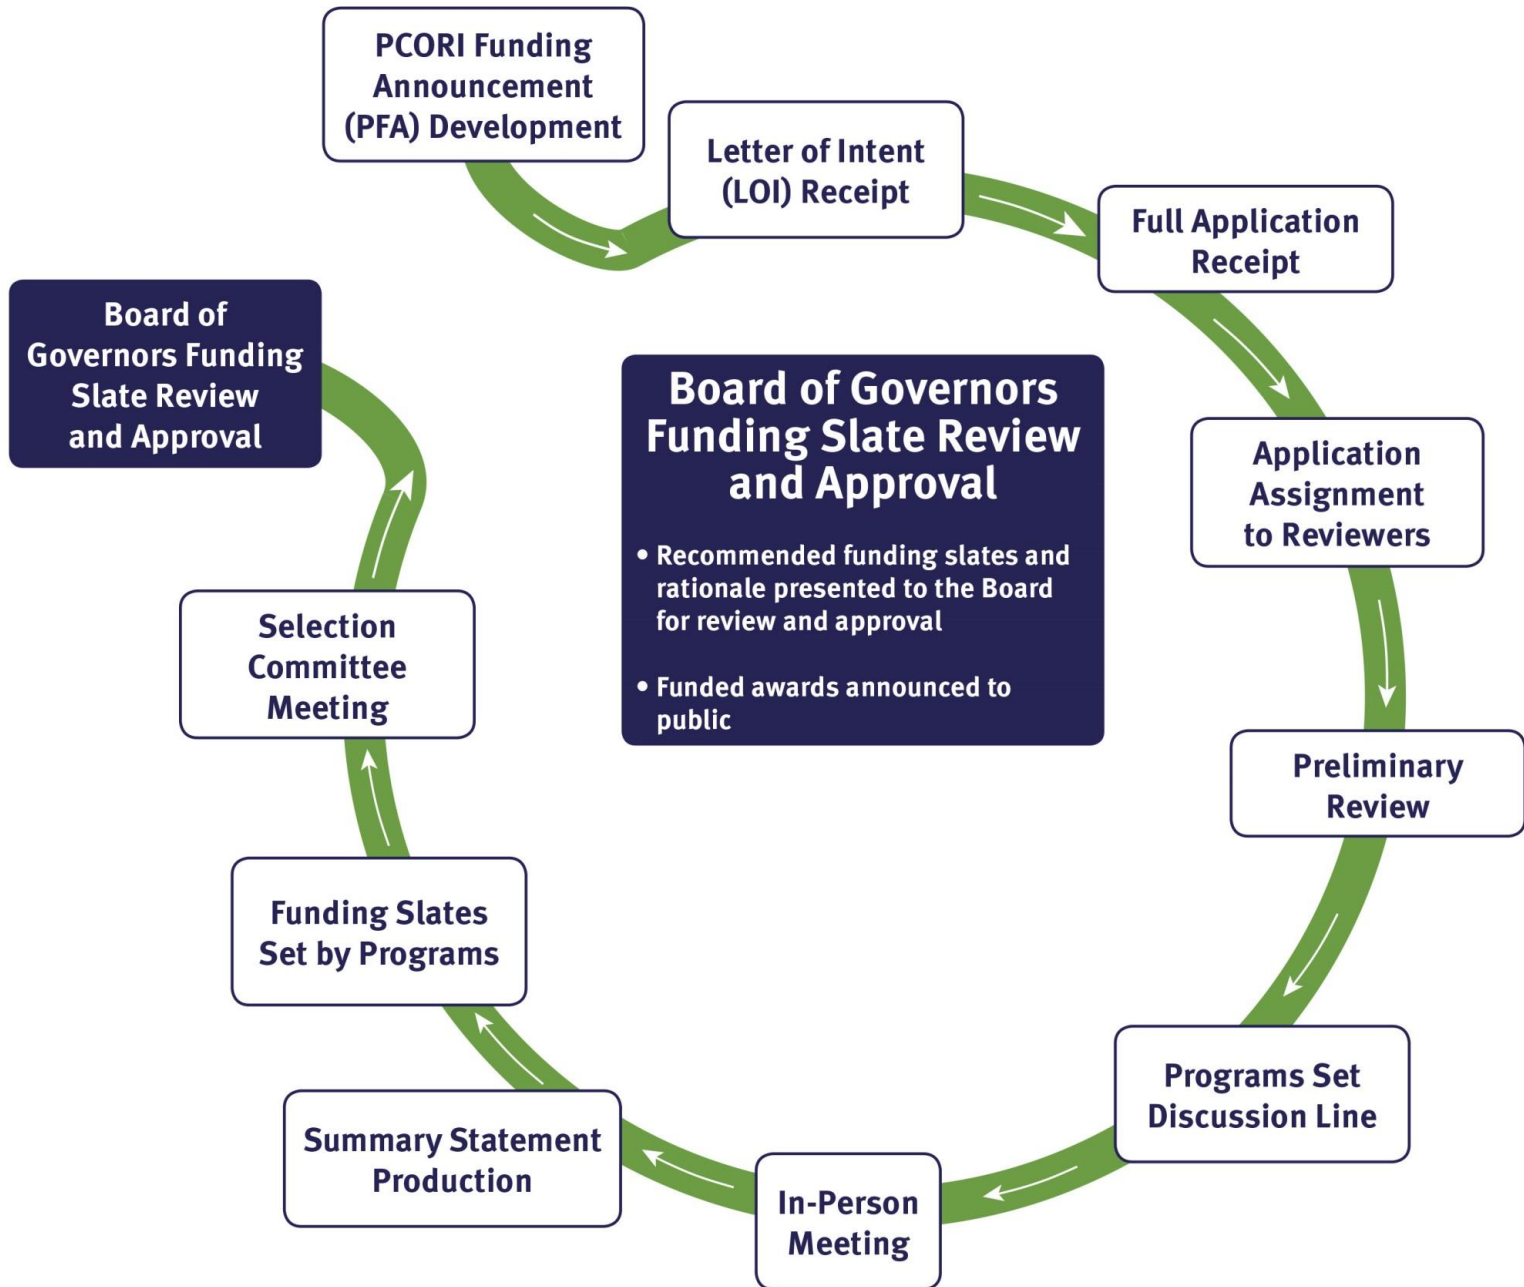 PCORI Funding
Announcement
(PFA) Development
Letter of Intent
(LOI) Receipt
Full Application
Receipt
Application
Assignment
to Reviewers
Preliminary
Review
Programs Set
Discussion Line
In-Person
Meeting
Summary Statement
Production
Funding Slates
Set by Programs
Selection
Committee
Meeting
Board of
Governors Funding
Slate Review
and Approval
Board of Governors
Funding Slate Review
and Approval
• Recommended funding slates and
rationale presented to the Board
for review and approval
• Funded awards announced to
public